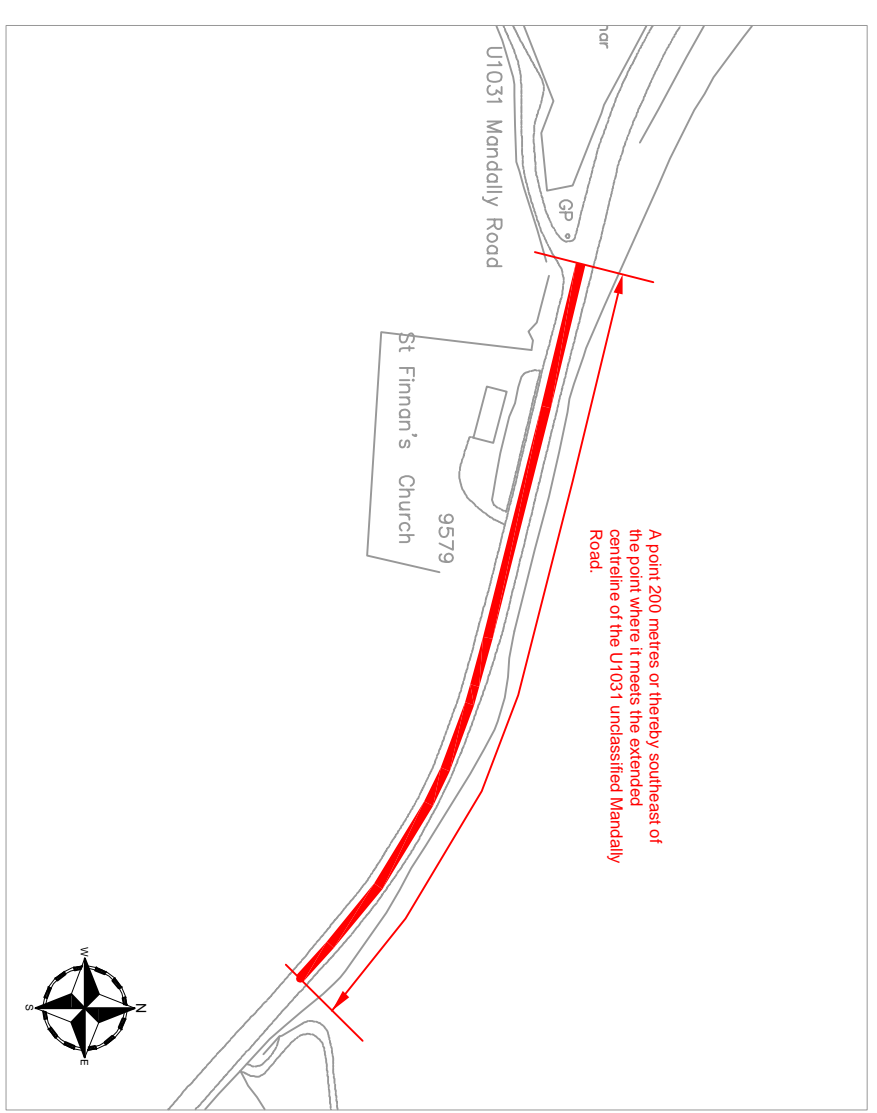 nar
U1031 Mandally Road
GP
St Finnan's Church
9579
A point 200 metres or thereby southeast of
the point where it meets the extended
centreline of the U1031 unclassified Mandally
Road.
N
W
E
S